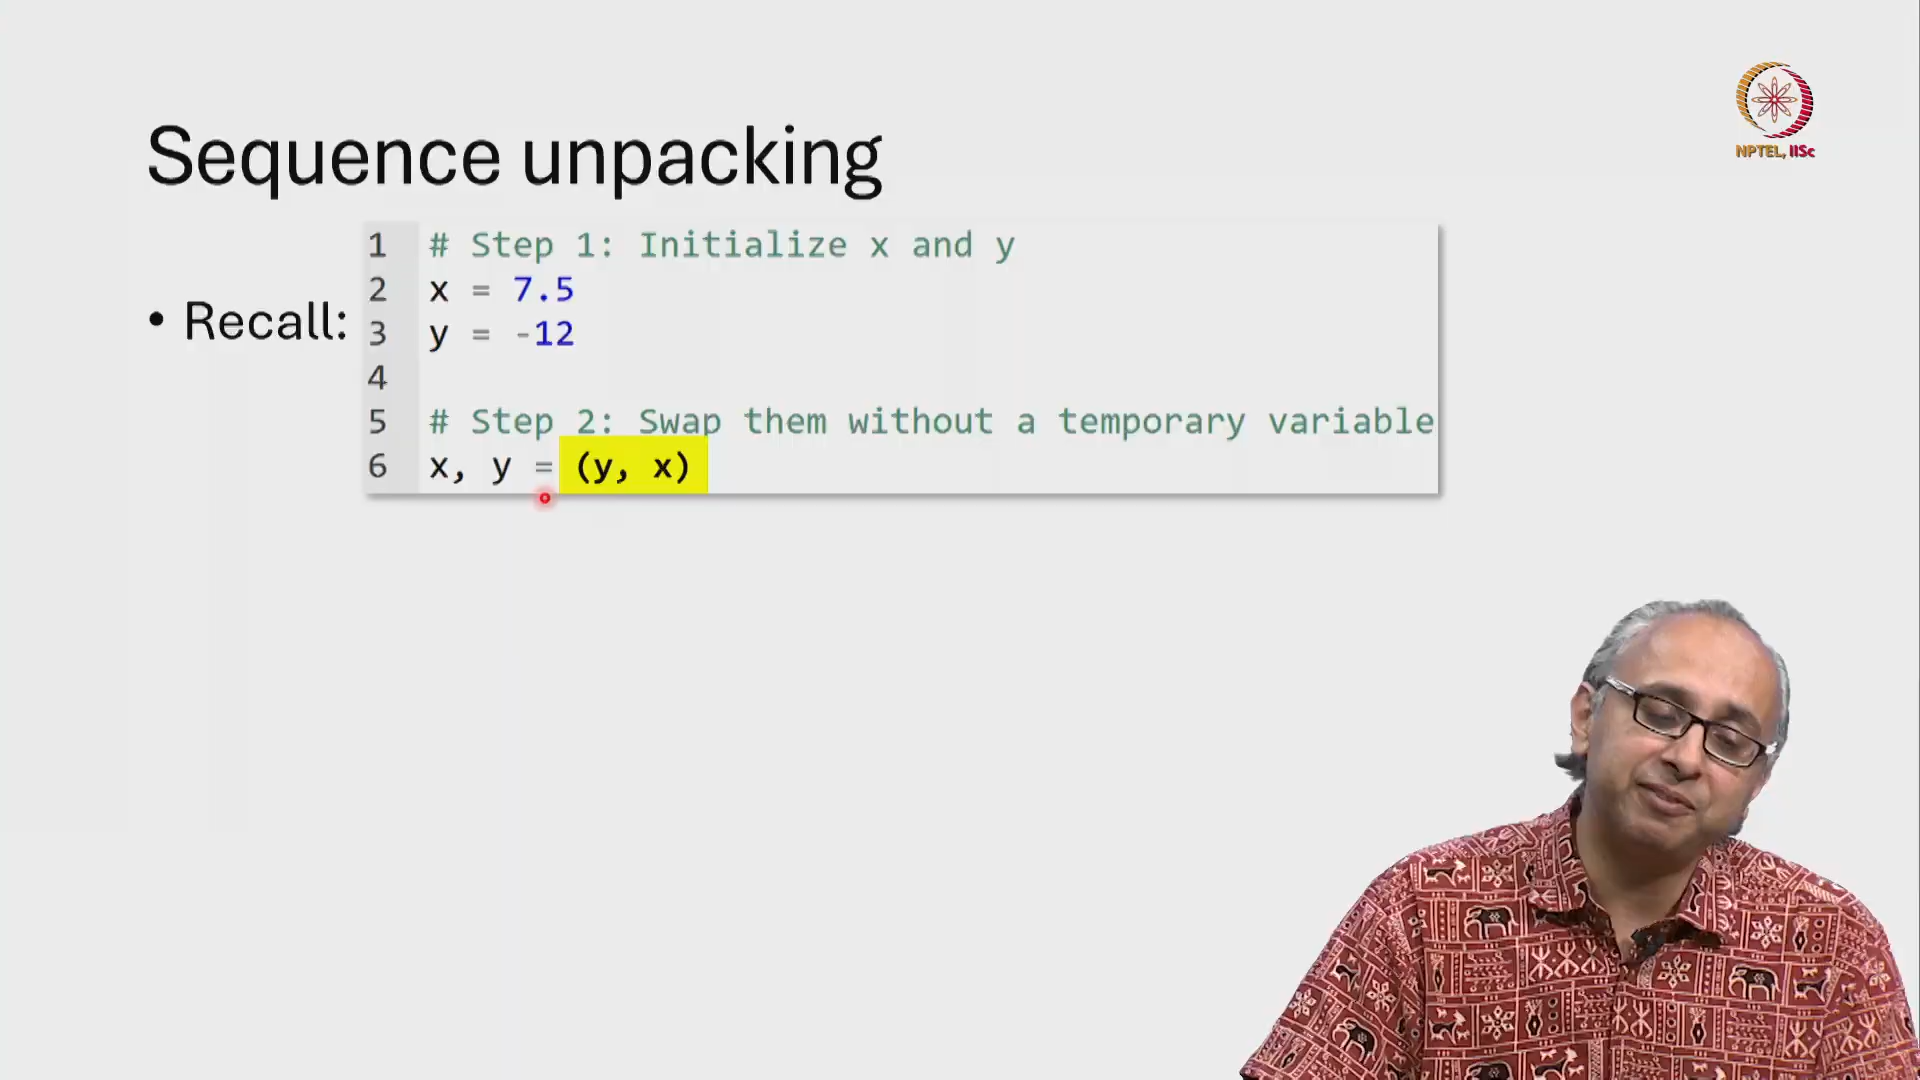 Sequence unpacking
NPTEL, IISc
• Recall:
1 # Step 1: Initialize x and y
2 x = 7.5
3 y = -12
4
5 # Step 2: Swap them without a temporary variable
6 x, y = (y, x)